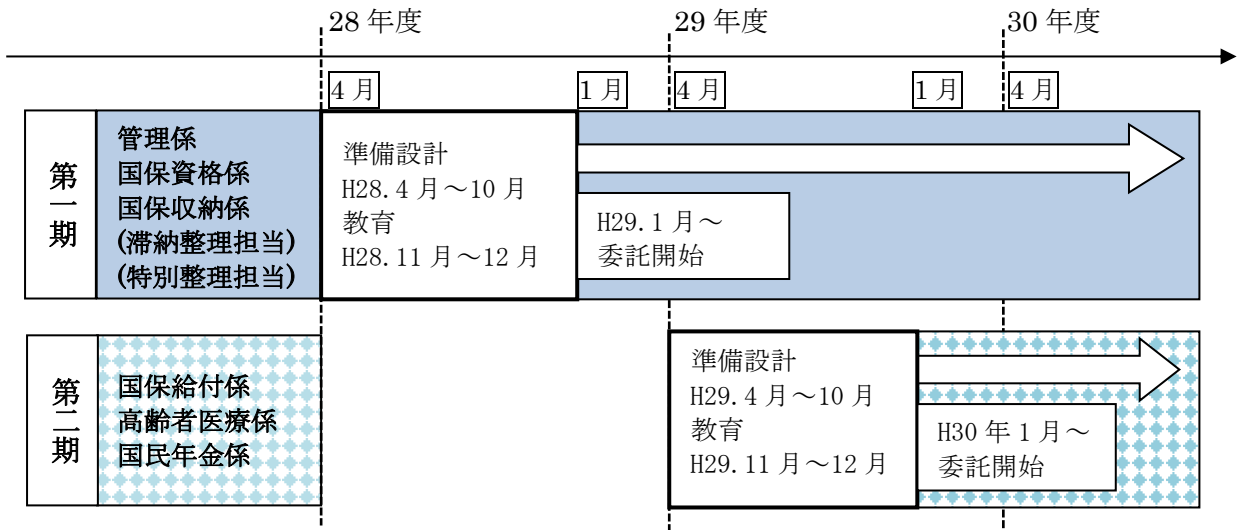 28 年度
29 年度
30 年度
4 月
1 月
4 月
1 月
4 月
第一期
管理係
国保資格係
国保収納係
(滞納整理担当)
(特別整理担当)
準備設計
H28.4 月～10 月
教育
H28.11 月～12 月
H29.1 月～
委託開始
第二期
国保給付係
高齢者医療係
国民年金係
準備設計
H29.4 月～10 月
教育
H29.11 月～12 月
H30 年 1 月～
委託開始